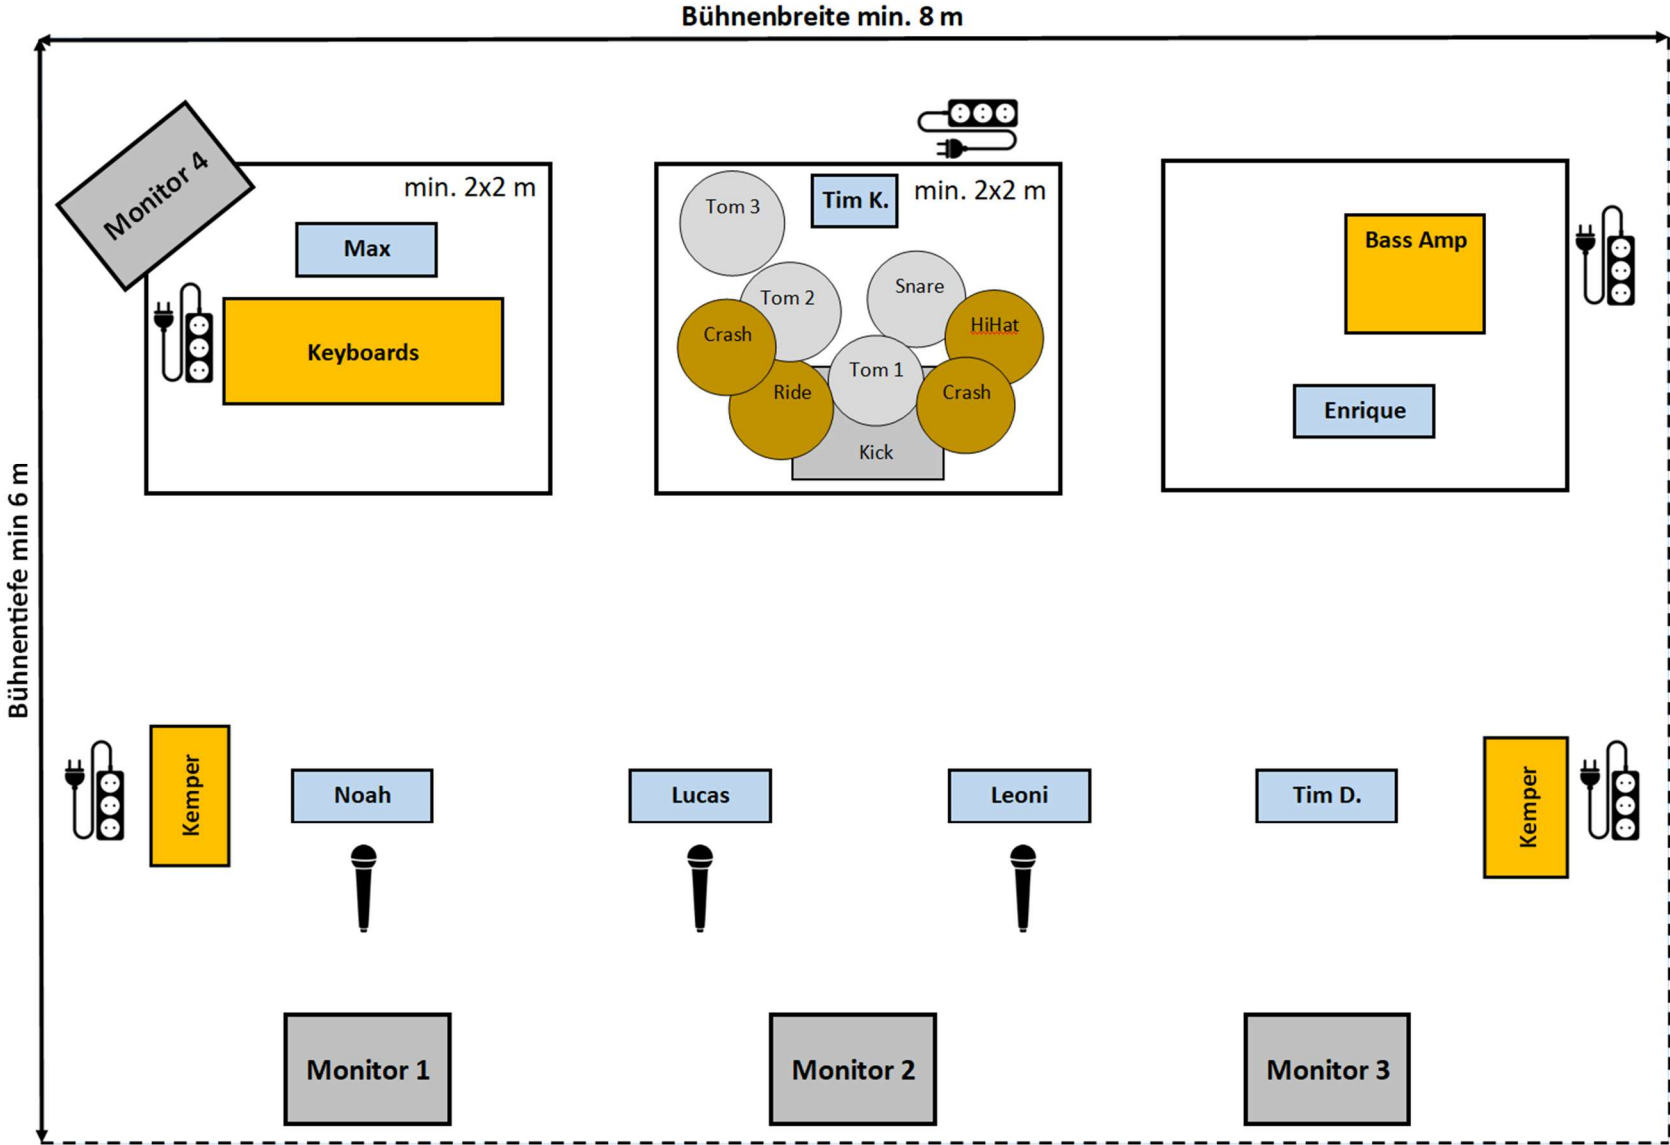 Bühnenbreite min. 8 m
Bühnentiefe min 6 m
Monitor 4
min. 2x2 m
Max
Keyboards
Tim K.
min. 2x2 m
Tom 3
Tom 2
Snare
HiHat
Crash
Tom 1
Ride
Crash
Kick
Bass Amp
Enrique
Kemper
Noah
Lucas
Leoni
Tim D.
Kemper
Monitor 1
Monitor 2
Monitor 3